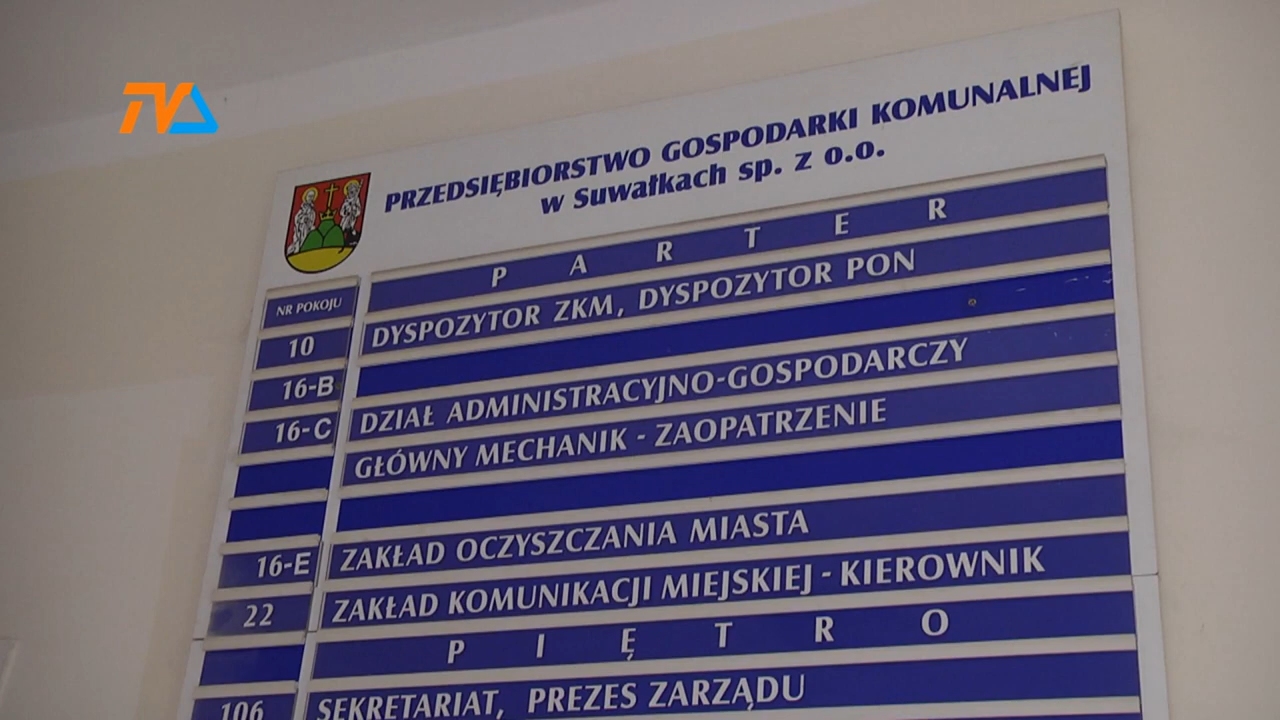 TVS
PRZEDSIĘBIORSTWO GOSPODARKI KOMUNALNEJ
w Suwałkach sp. z o.o.
NR POKOJU
P A R T E R
10 DYSPOZYTOR ZKM, DYSPOZYTOR PON
16-B
16-C DZIAŁ ADMINISTRACYJNO-GOSPODARCZY
GŁÓWNY MECHANIK - ZAOPATRZENIE
16-E ZAKŁAD OCZYSZCZANIA MIASTA
22 ZAKŁAD KOMUNIKACJI MIEJSKIEJ - KIEROWNIK
P I Ę T R O
106 SEKRETARIAT, PREZES ZARZĄDU